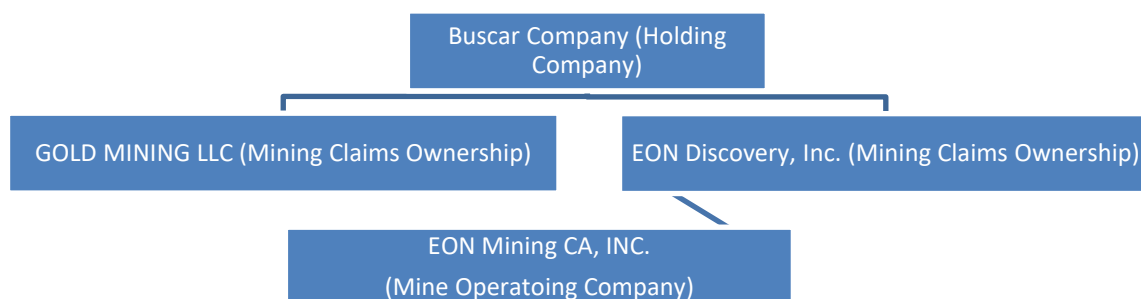 Buscar Company (Holding
Company)
GOLD MINING LLC (Mining Claims Ownership)
EON Discovery, Inc. (Mining Claims Ownership)
EON Mining CA, INC.
(Mine Operatoing Company)